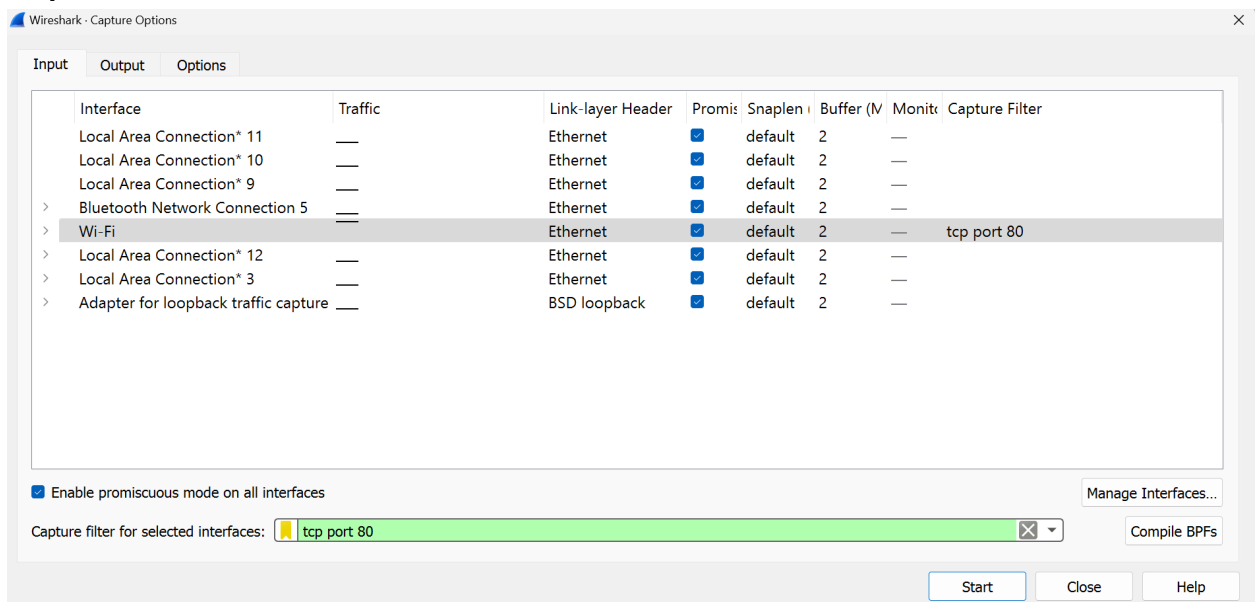 Wireshark · Capture Options
Input Output Options
Interface Traffic Link-layer Header Promis Snaplen ( Buffer (M Monito Capture Filter
Local Area Connection* 11 Ethernet default 2 —
Local Area Connection* 10 Ethernet default 2 —
Local Area Connection* 9 Ethernet default 2 —
Bluetooth Network Connection 5 Ethernet default 2 —
Wi-Fi Ethernet default 2 — tcp port 80
Local Area Connection* 12 Ethernet default 2 —
Local Area Connection* 3 Ethernet default 2 —
Adapter for loopback traffic capture BSD loopback default 2 —
Enable promiscuous mode on all interfaces
Manage Interfaces...
Capture filter for selected interfaces: tcp port 80
Compile BPFs
Start Close Help